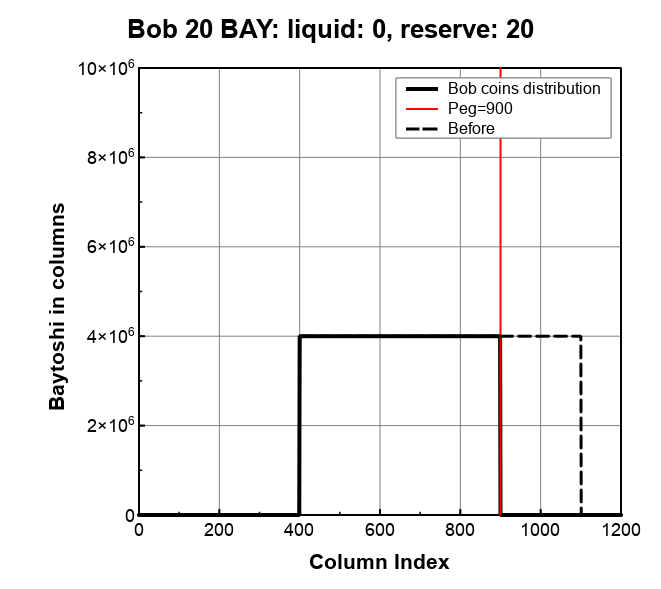 Bob 20 BAY: liquid: 0, reserve: 20
Bob coins distribution
Peg=900
Before
10×10⁶
8×10⁶
6×10⁶
4×10⁶
2×10⁶
0
Baytoshi in columns
0 200 400 600 800 1000 1200
Column Index